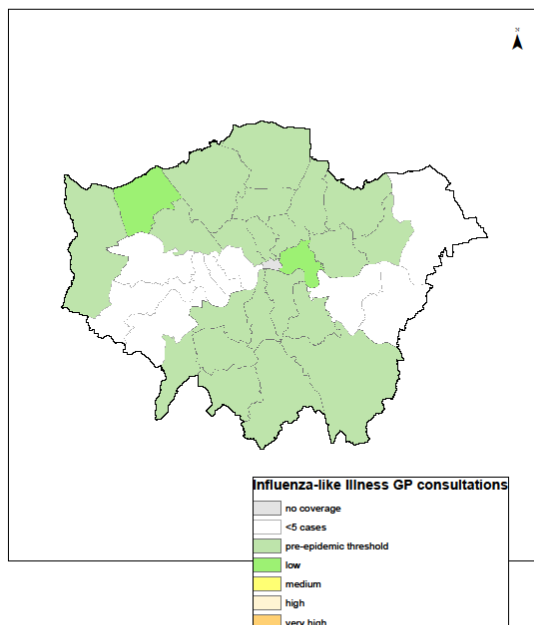 N
Influenza-like Illness GP consultations
no coverage
<5 cases
pre-epidemic threshold
low
medium
high
very high